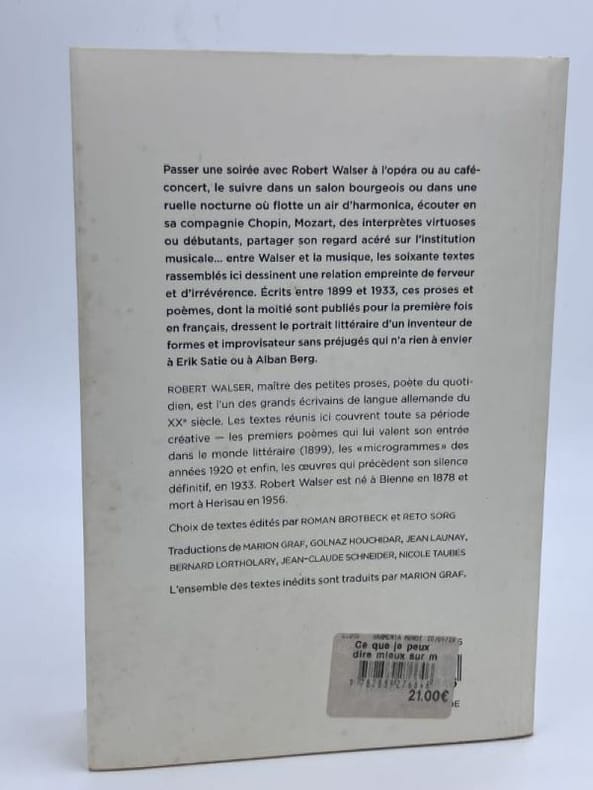 Passer une soirée avec Robert Walser à l'opéra ou au café-
concert, le suivre dans un salon bourgeois ou dans une
ruelle nocturne où flotte un air d'harmonica, écouter en
sa compagnie Chopin, Mozart, des interprètes virtuoses
ou débutants, partager son regard acéré sur l'institution
musicale... entre Walser et la musique, les soixante textes
rassemblés ici dessinent une relation empreinte de ferveur
et d'irrévérence. Écrits entre 1899 et 1933, ces proses et
poèmes, dont la moitié sont publiés pour la première fois
en français, dressent le portrait littéraire d'un inventeur de
formes et improvisateur sans préjugés qui n'a rien à envier
à Erik Satie ou à Alban Berg.
ROBERT WALSER, maître des petites proses, poète du quoti-
dien, est l'un des grands écrivains de langue allemande du
XXe siècle. Les textes réunis ici couvrent toute sa période
créative — les premiers poèmes qui lui valent son entrée
dans le monde littéraire (1899), les «microgrammes» des
années 1920 et enfin, les œuvres qui précèdent son silence
définitif, en 1933. Robert Walser est né à Bienne en 1878 et
mort à Herisau en 1956.
Choix de textes édités par ROMAN BROTBECK et RETO SORG
Traductions de MARION GRAF, GOLNAZ HOUCHIDAR, JEAN LAUNAY,
BERNARD LORTHOLARY, JEAN-CLAUDE SCHNEIDER, NICOLE TAUBES
L'ensemble des textes inédits sont traduits par MARION GRAF.
HARMONIA MUNDI
Ce que je peux
dire mieux sur m
21.00€